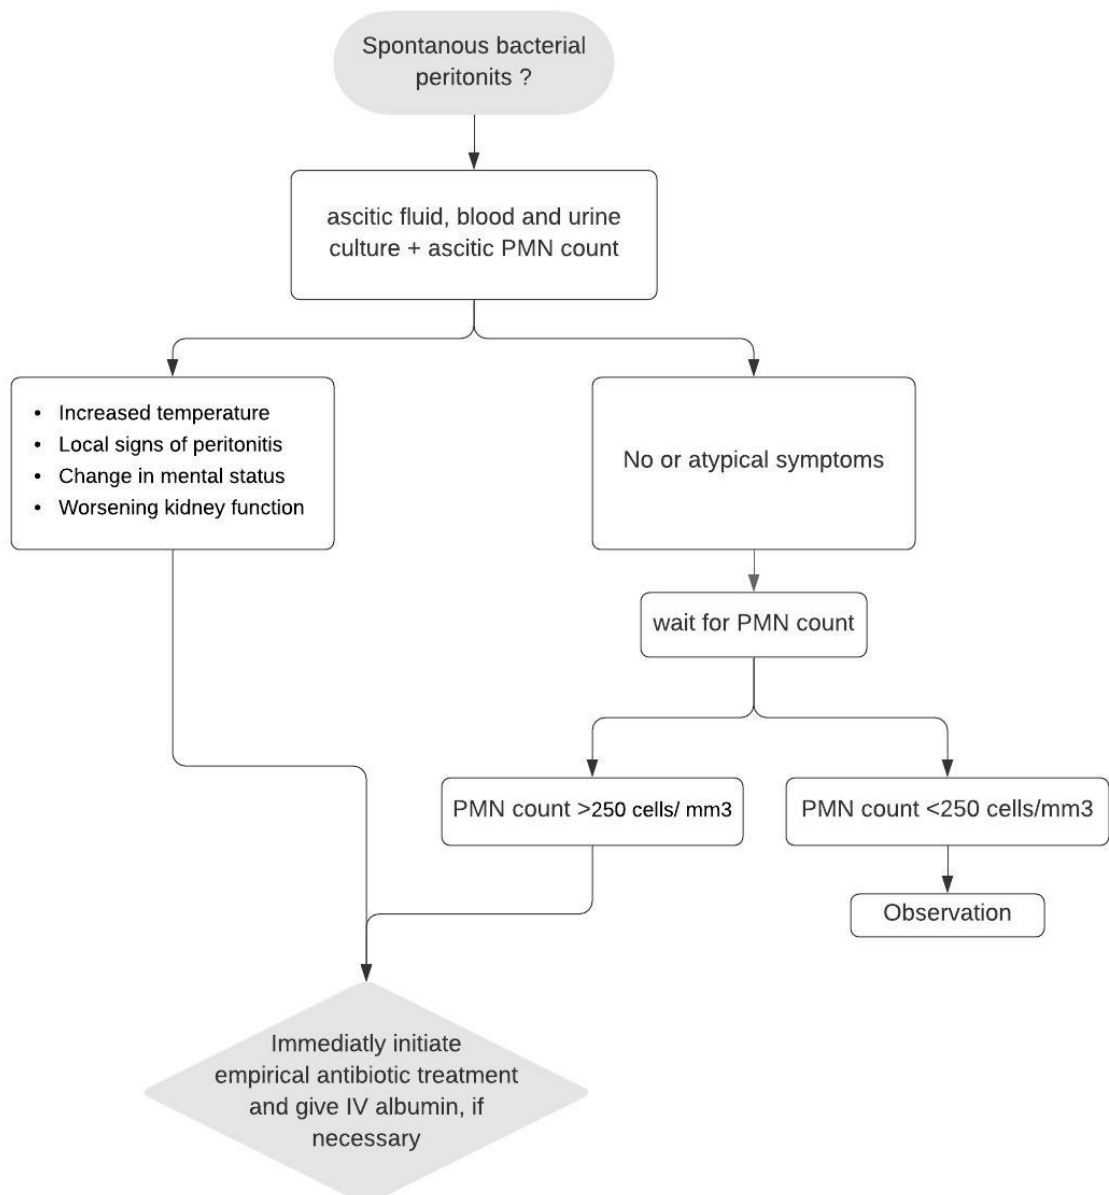 Spontanous bacterial
peritonits ?
ascitic fluid, blood and urine
culture + ascitic PMN count
• Increased temperature
• Local signs of peritonitis
• Change in mental status
• Worsening kidney function
No or atypical symptoms
wait for PMN count
PMN count >250 cells/ mm3
PMN count <250 cells/mm3
Observation
Immediatly initiate
empirical antibiotic treatment
and give IV albumin, if
necessary